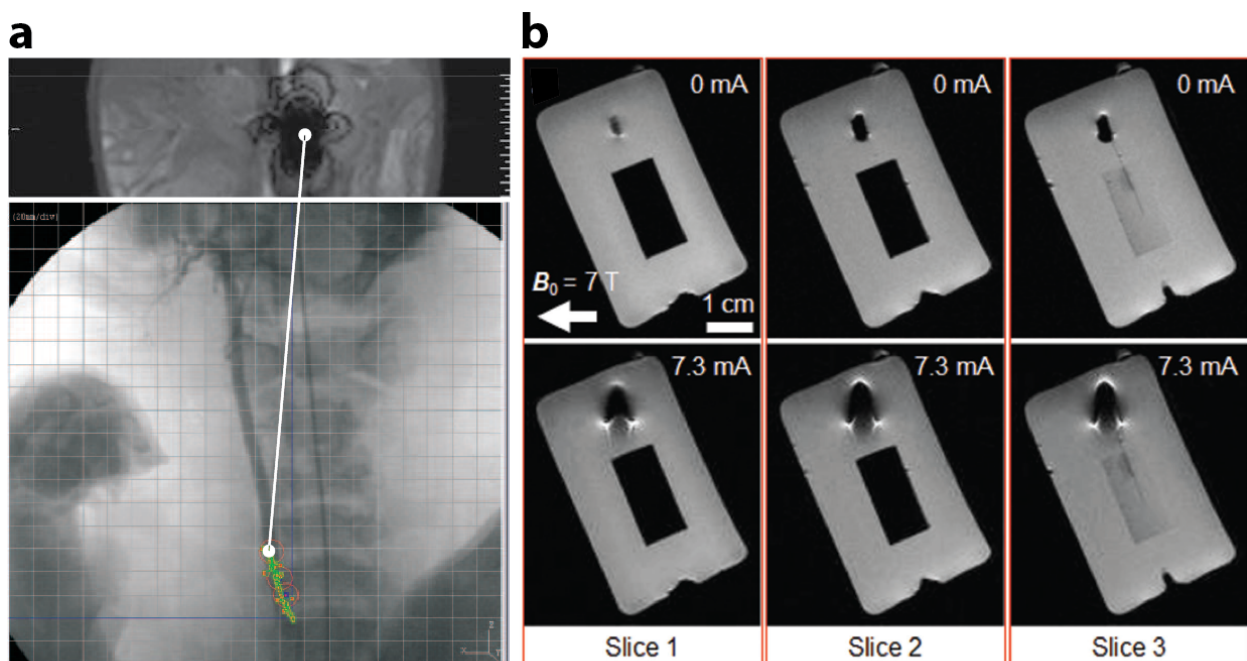 a
b
(20mm/div)
0 mA
0 mA
0 mA
B₀ = 7 T
1 cm
7.3 mA
7.3 mA
7.3 mA
Slice 1
Slice 2
Slice 3